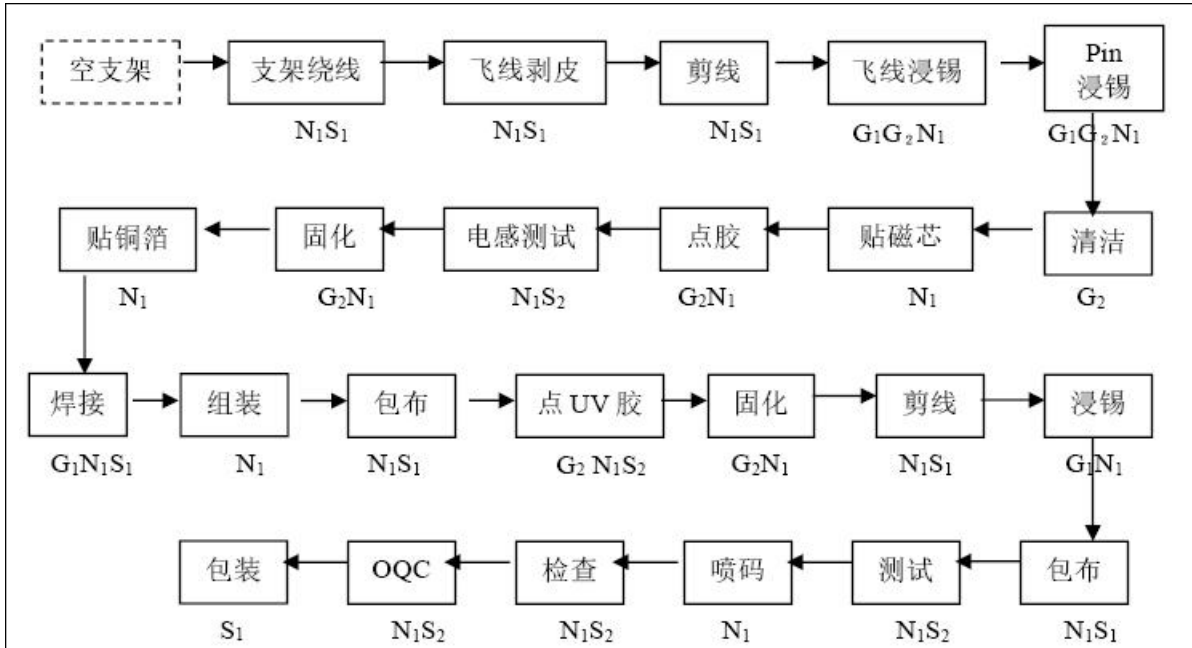 空支架 支架绕线 飞线剥皮 剪线 飞线浸锡 Pin
浸锡
N₁S₁ N₁S₁ N₁S₁ G₁G₂N₁ G₁G₂N₁
贴铜箔 固化 电感测试 点胶 贴磁芯 清洁
N₁ G₂N₁ N₁S₂ G₂N₁ N₁ G₂
焊接 组装 包布 点 UV 胶 固化 剪线 浸锡
G₁N₁S₁ N₁ N₁S₁ G₂ N₁S₂ G₂N₁ N₁S₁ G₁N₁
包装 OQC 检查 喷码 测试 包布
S₁ N₁S₂ N₁S₂ N₁ N₁S₂ N₁S₁